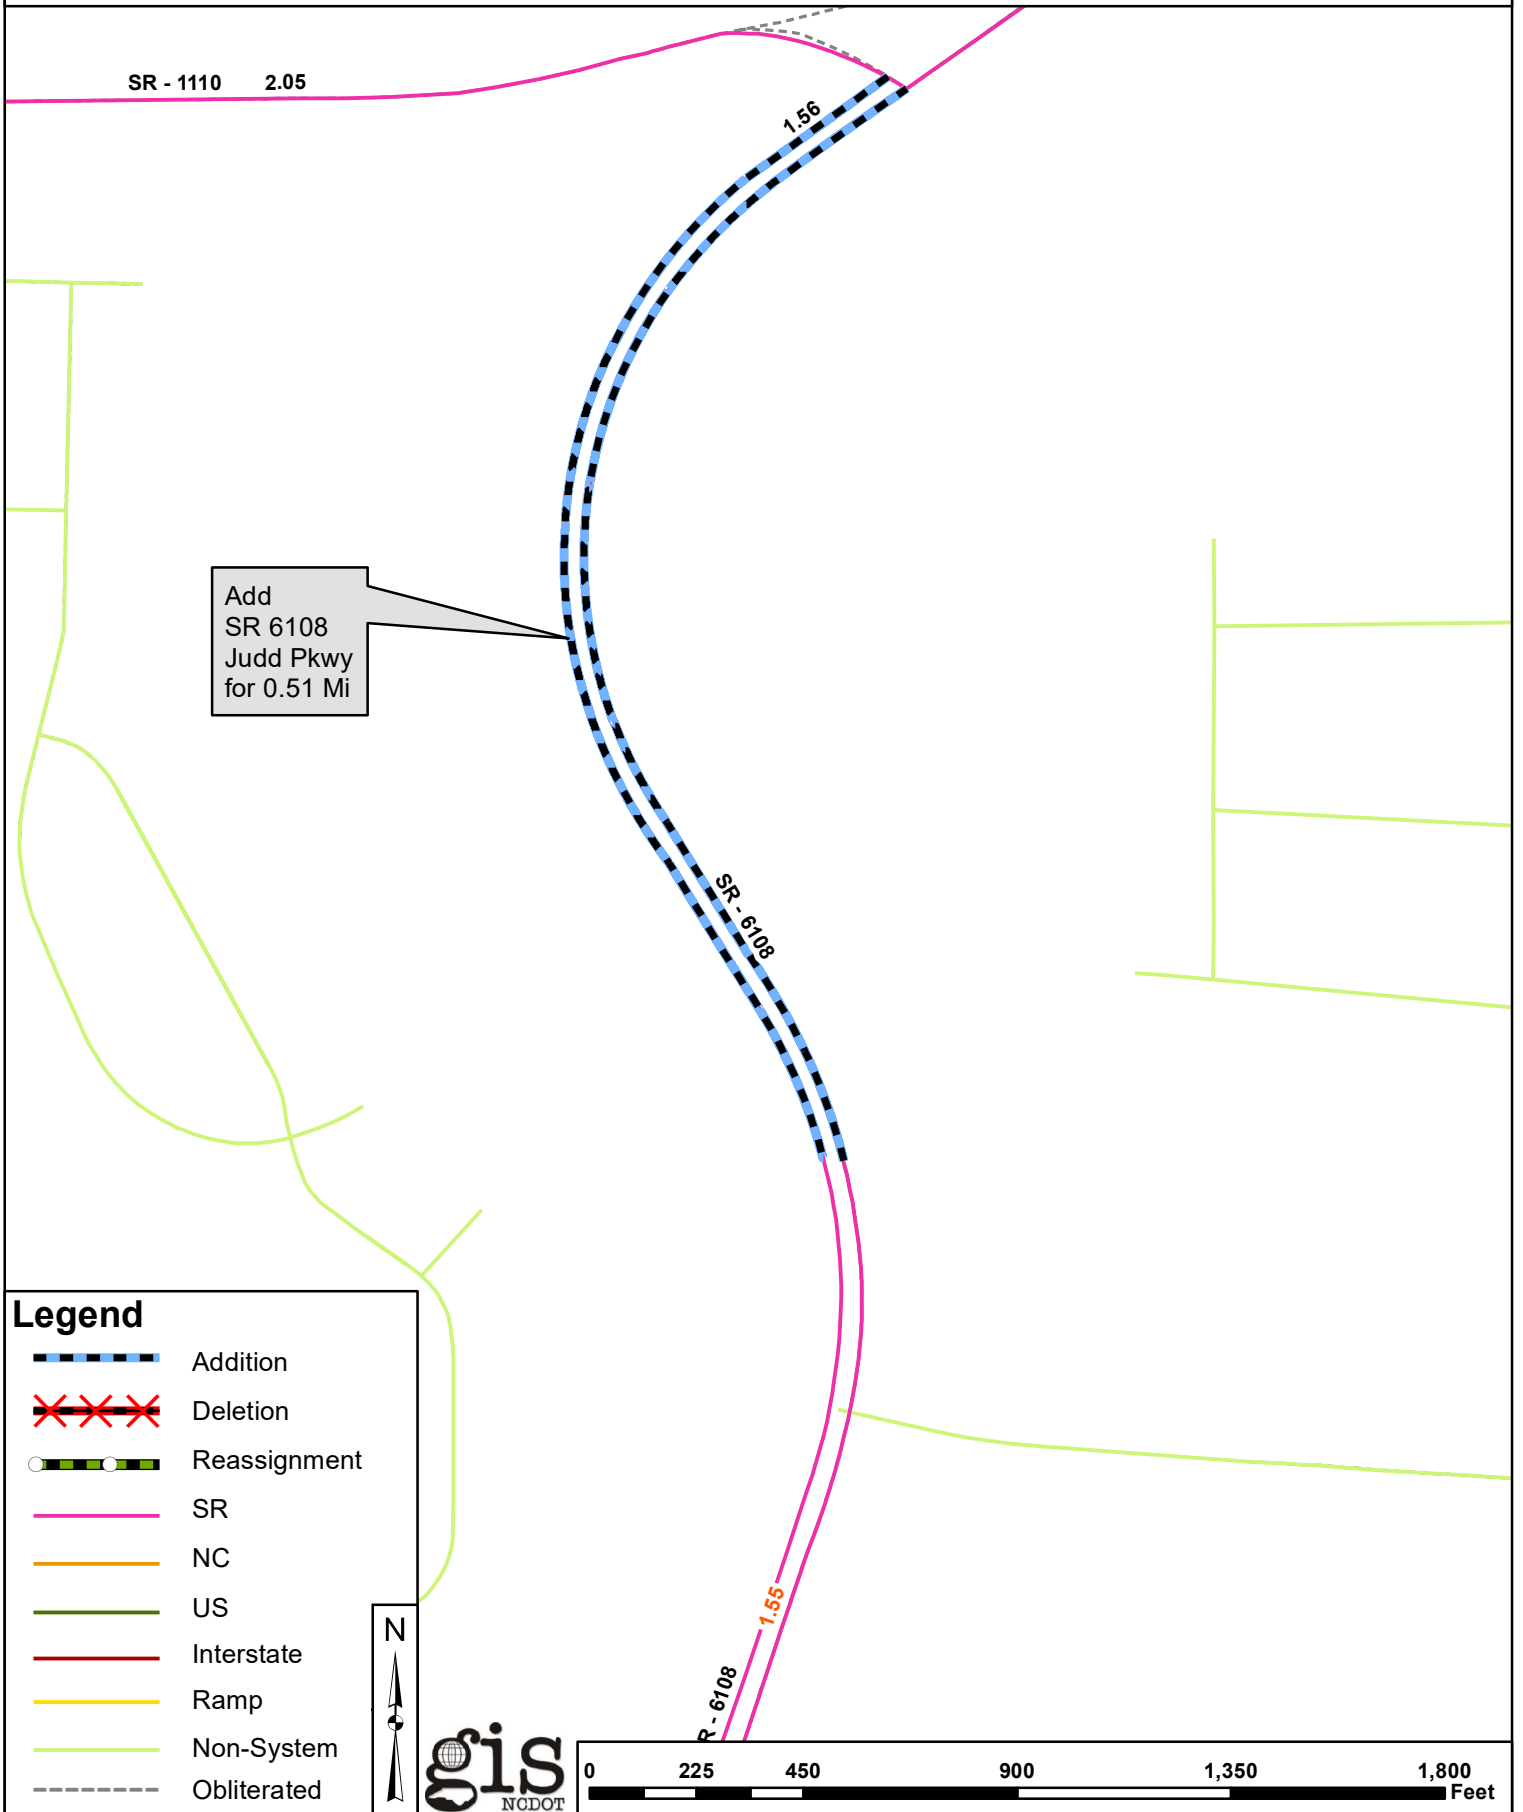 SR - 1110 2.05
1.56
Add
SR 6108
Judd Pkwy
for 0.51 Mi
SR - 6108
1.55
R - 6108
Legend
Addition
Deletion
Reassignment
SR
NC
US
Interstate
Ramp
Non-System
Obliterated
N
gis
NCDOT
0 225 450 900 1,350 1,800
Feet